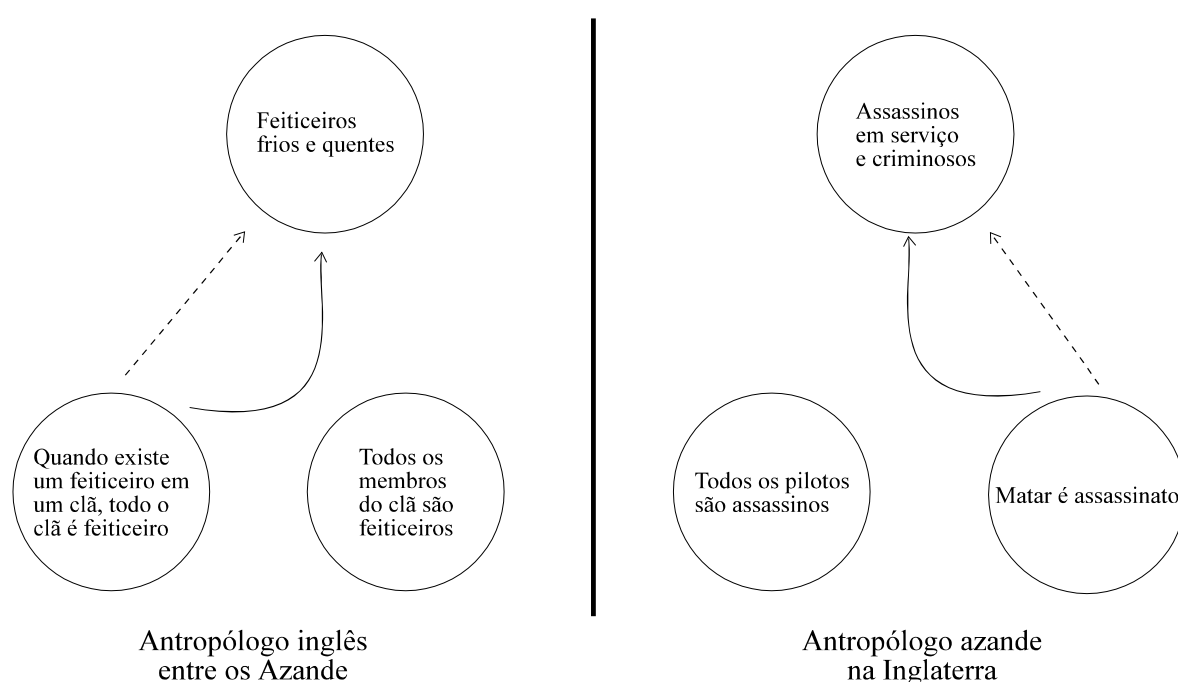 Feiticeiros
frios e quentes
Quando existe
um feiticeiro em
um clã, todo o
clã é feiticeiro
Todos os
membros
do clã são
feiticeiros
Antropólogo inglês
entre os Azande
Assassinos
em serviço
e criminosos
Todos os pilotos
são assassinos
Matar é assassinato
Antropólogo azande
na Inglaterra